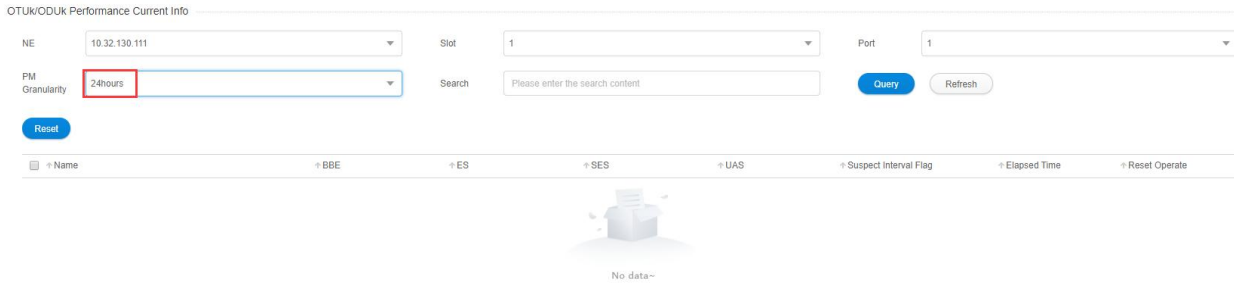 OTUk/ODUk Performance Current Info
NE 10.32.130.111 Slot 1 Port 1
PM Granularity 24hours Search Please enter the search content Query Refresh
Reset
Name BBE ES SES UAS Suspect Interval Flag Elapsed Time Reset Operate
No data~